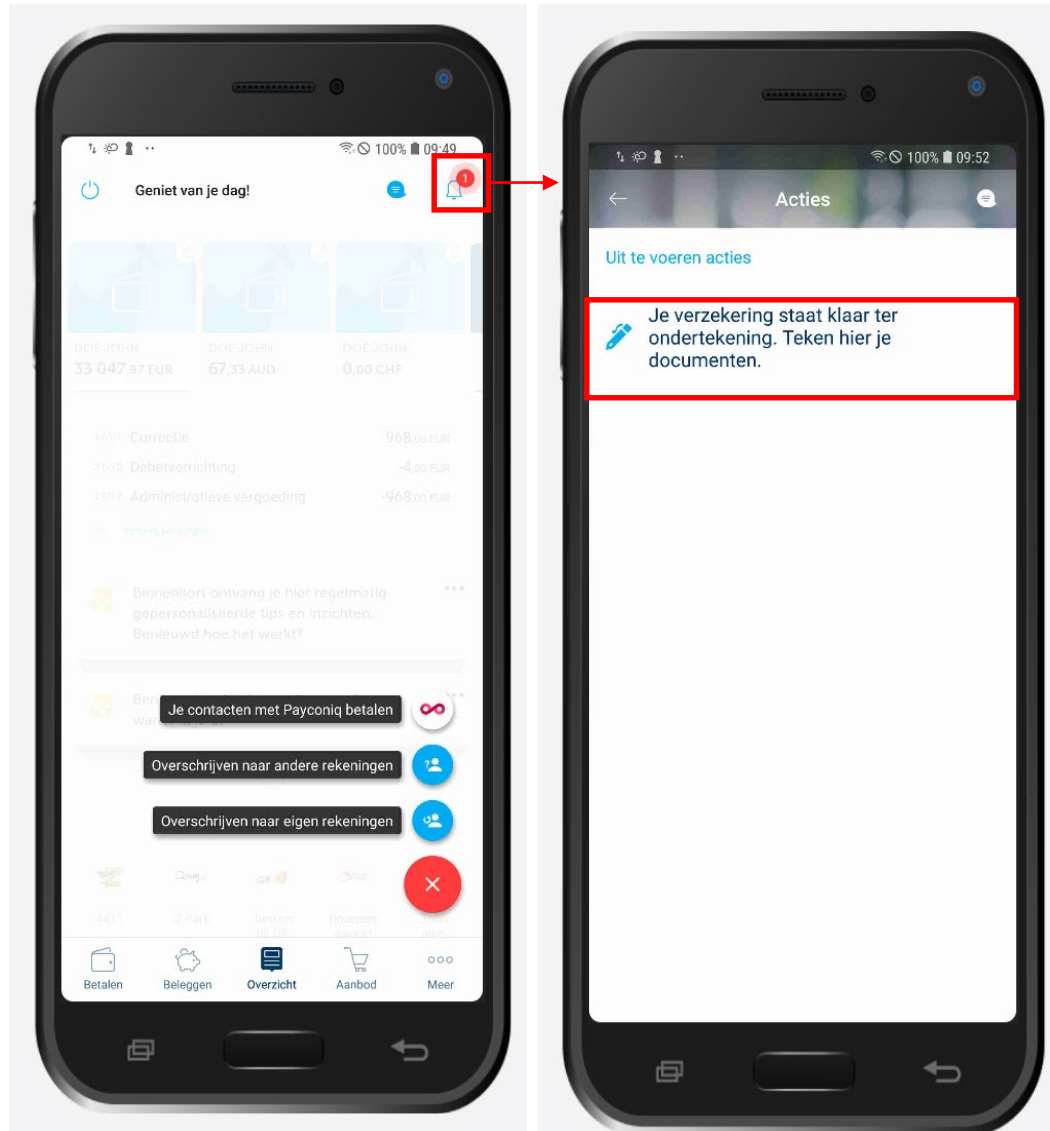 100% 09:49
Geniet van je dag!
1
DOE JOHN
DOE JOHN
DOE JOHN
33 047,97 EUR
67,33 AUD
0,00 CHF
Correctie
968,00 EUR
Debetverrichting
-4,00 EUR
Administratieve vergoeding
-968,00 EUR
Binnenkort ontvang je hier regelmatig
gepersonaliseerde tips en inzichten.
Benieuwd hoe het werkt?
Je contacten met Payconiq betalen
Overschrijven naar andere rekeningen
Overschrijven naar eigen rekeningen
4411
Betalen
Beleggen
Overzicht
Aanbod
Meer
100% 09:52
Acties
Uit te voeren acties
Je verzekering staat klaar ter
ondertekening. Teken hier je
documenten.